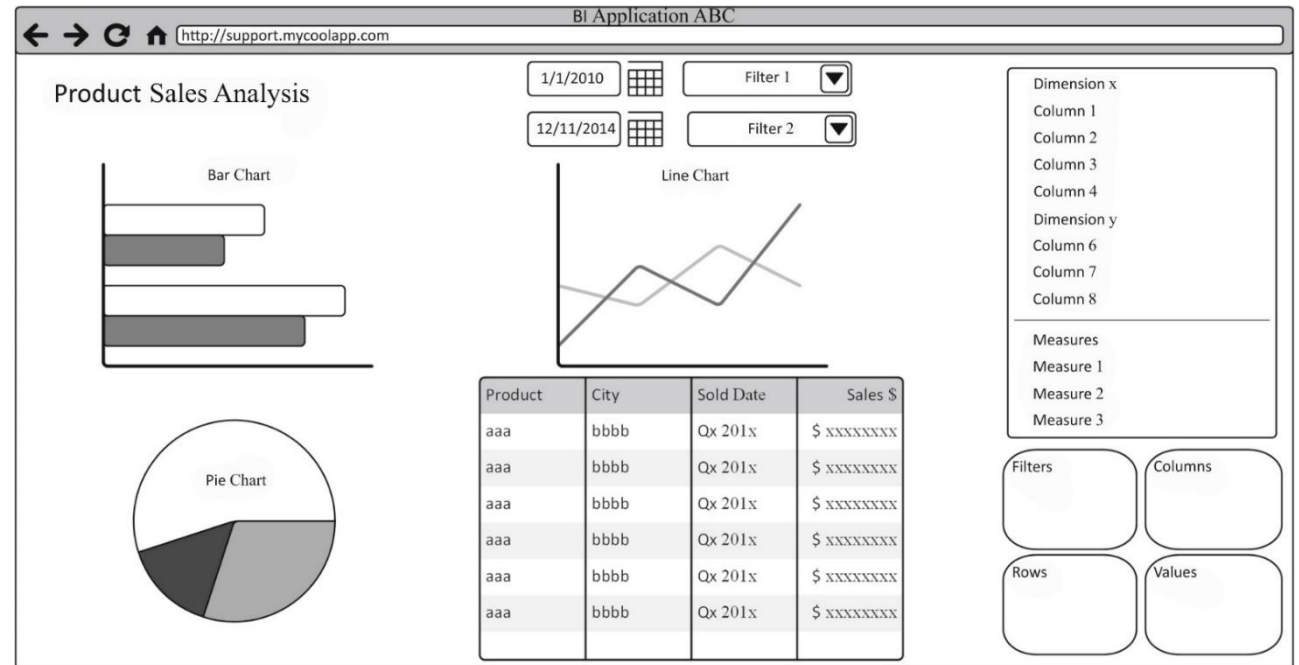 BI Application ABC
http://support.mycoolapp.com
Product Sales Analysis
1/1/2010
Filter 1
12/11/2014
Filter 2
Bar Chart
Line Chart
Pie Chart
Product City Sold Date Sales $
aaa bbbb Qx 201x $ xxxxxxxx
aaa bbbb Qx 201x $ xxxxxxxx
aaa bbbb Qx 201x $ xxxxxxxx
aaa bbbb Qx 201x $ xxxxxxxx
aaa bbbb Qx 201x $ xxxxxxxx
aaa bbbb Qx 201x $ xxxxxxxx
Dimension x
Column 1
Column 2
Column 3
Column 4
Dimension y
Column 6
Column 7
Column 8
Measures
Measure 1
Measure 2
Measure 3
Filters
Columns
Rows
Values